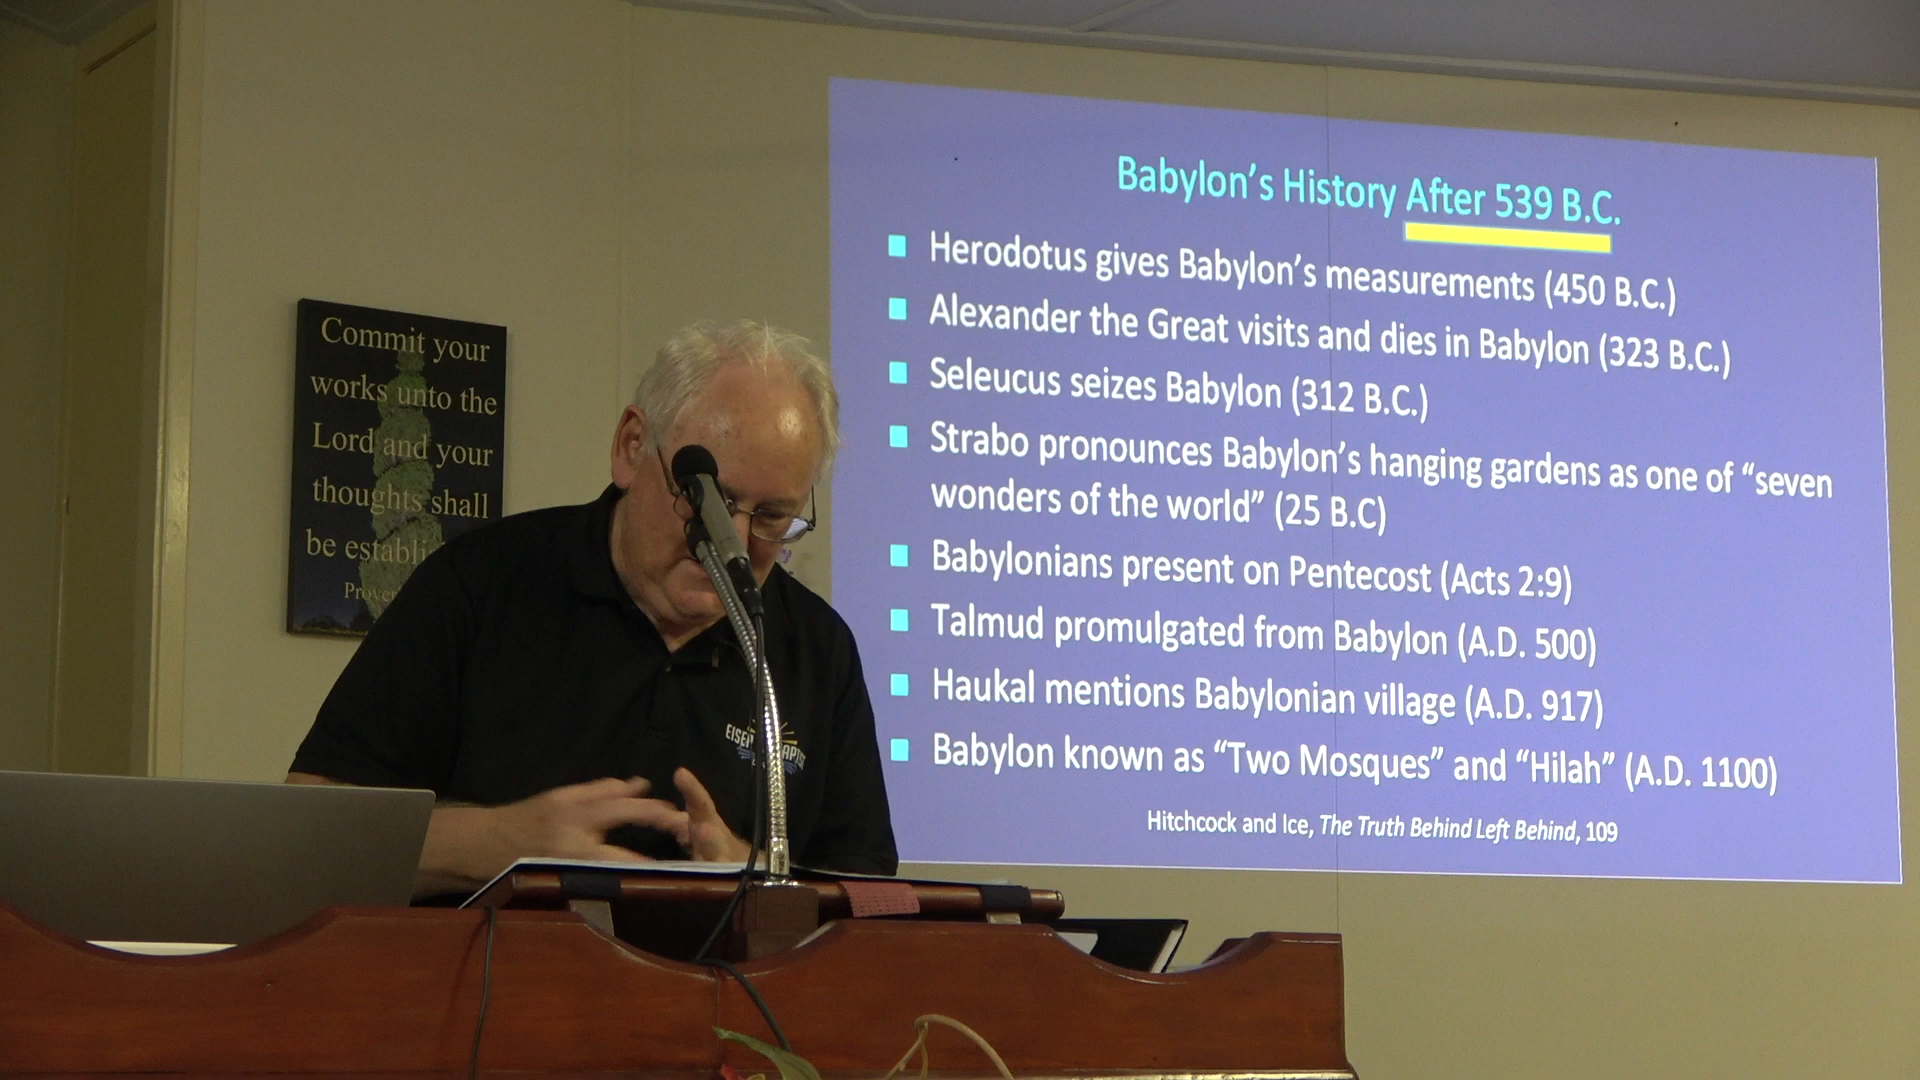 Commit your
works unto the
Lord and your
thoughts shall
be
Babylon's History After 539 B.C.
Herodotus gives Babylon's measurements (450 B.C.)
Alexander the Great visits and dies in Babylon (323 B.C.)
Seleucus seizes Babylon (312 B.C.)
Strabo pronounces Babylon's hanging gardens as one of “seven
wonders of the world” (25 B.C)
Babylonians present on Pentecost (Acts 2:9)
Talmud promulgated from Babylon (A.D. 500)
Haukal mentions Babylonian village (A.D. 917)
Babylon known as “Two Mosques” and “Hilah” (A.D. 1100)
Hitchcock and Ice, The Truth Behind Left Behind, 109